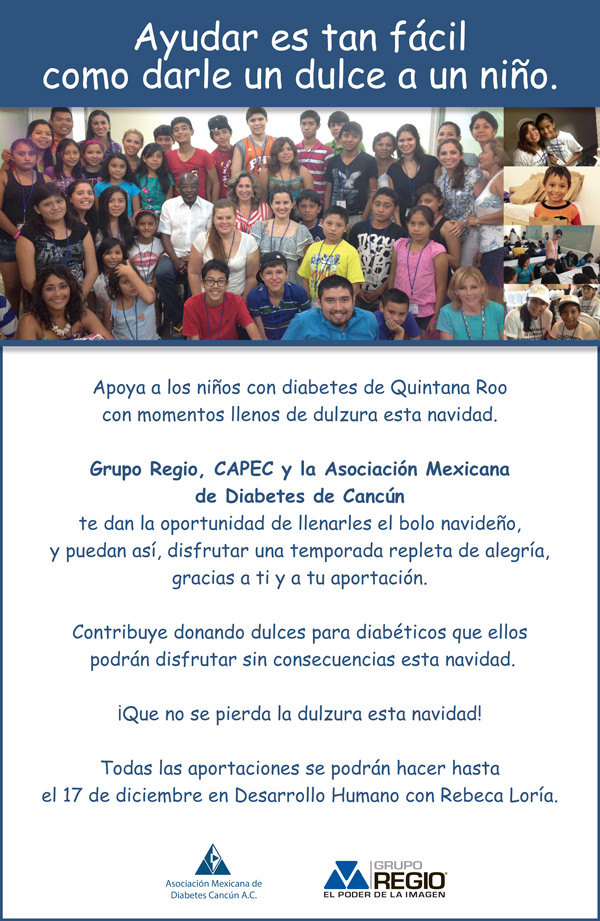 Ayudar es tan fácil
como darle un dulce a un niño.
Apoya a los niños con diabetes de Quintana Roo
con momentos llenos de dulzura esta navidad.
Grupo Regio, CAPEC y la Asociación Mexicana
de Diabetes de Cancún
te dan la oportunidad de llenarles el bolo navideño,
y puedan así, disfrutar una temporada repleta de alegría,
gracias a ti y a tu aportación.
Contribuye donando dulces para diabéticos que ellos
podrán disfrutar sin consecuencias esta navidad.
¡Que no se pierda la dulzura esta navidad!
Todas las aportaciones se podrán hacer hasta
el 17 de diciembre en Desarrollo Humano con Rebeca Loría.
Asociación Mexicana de
Diabetes Cancún A.C.
GRUPO
REGIO
EL PODER DE LA IMAGEN